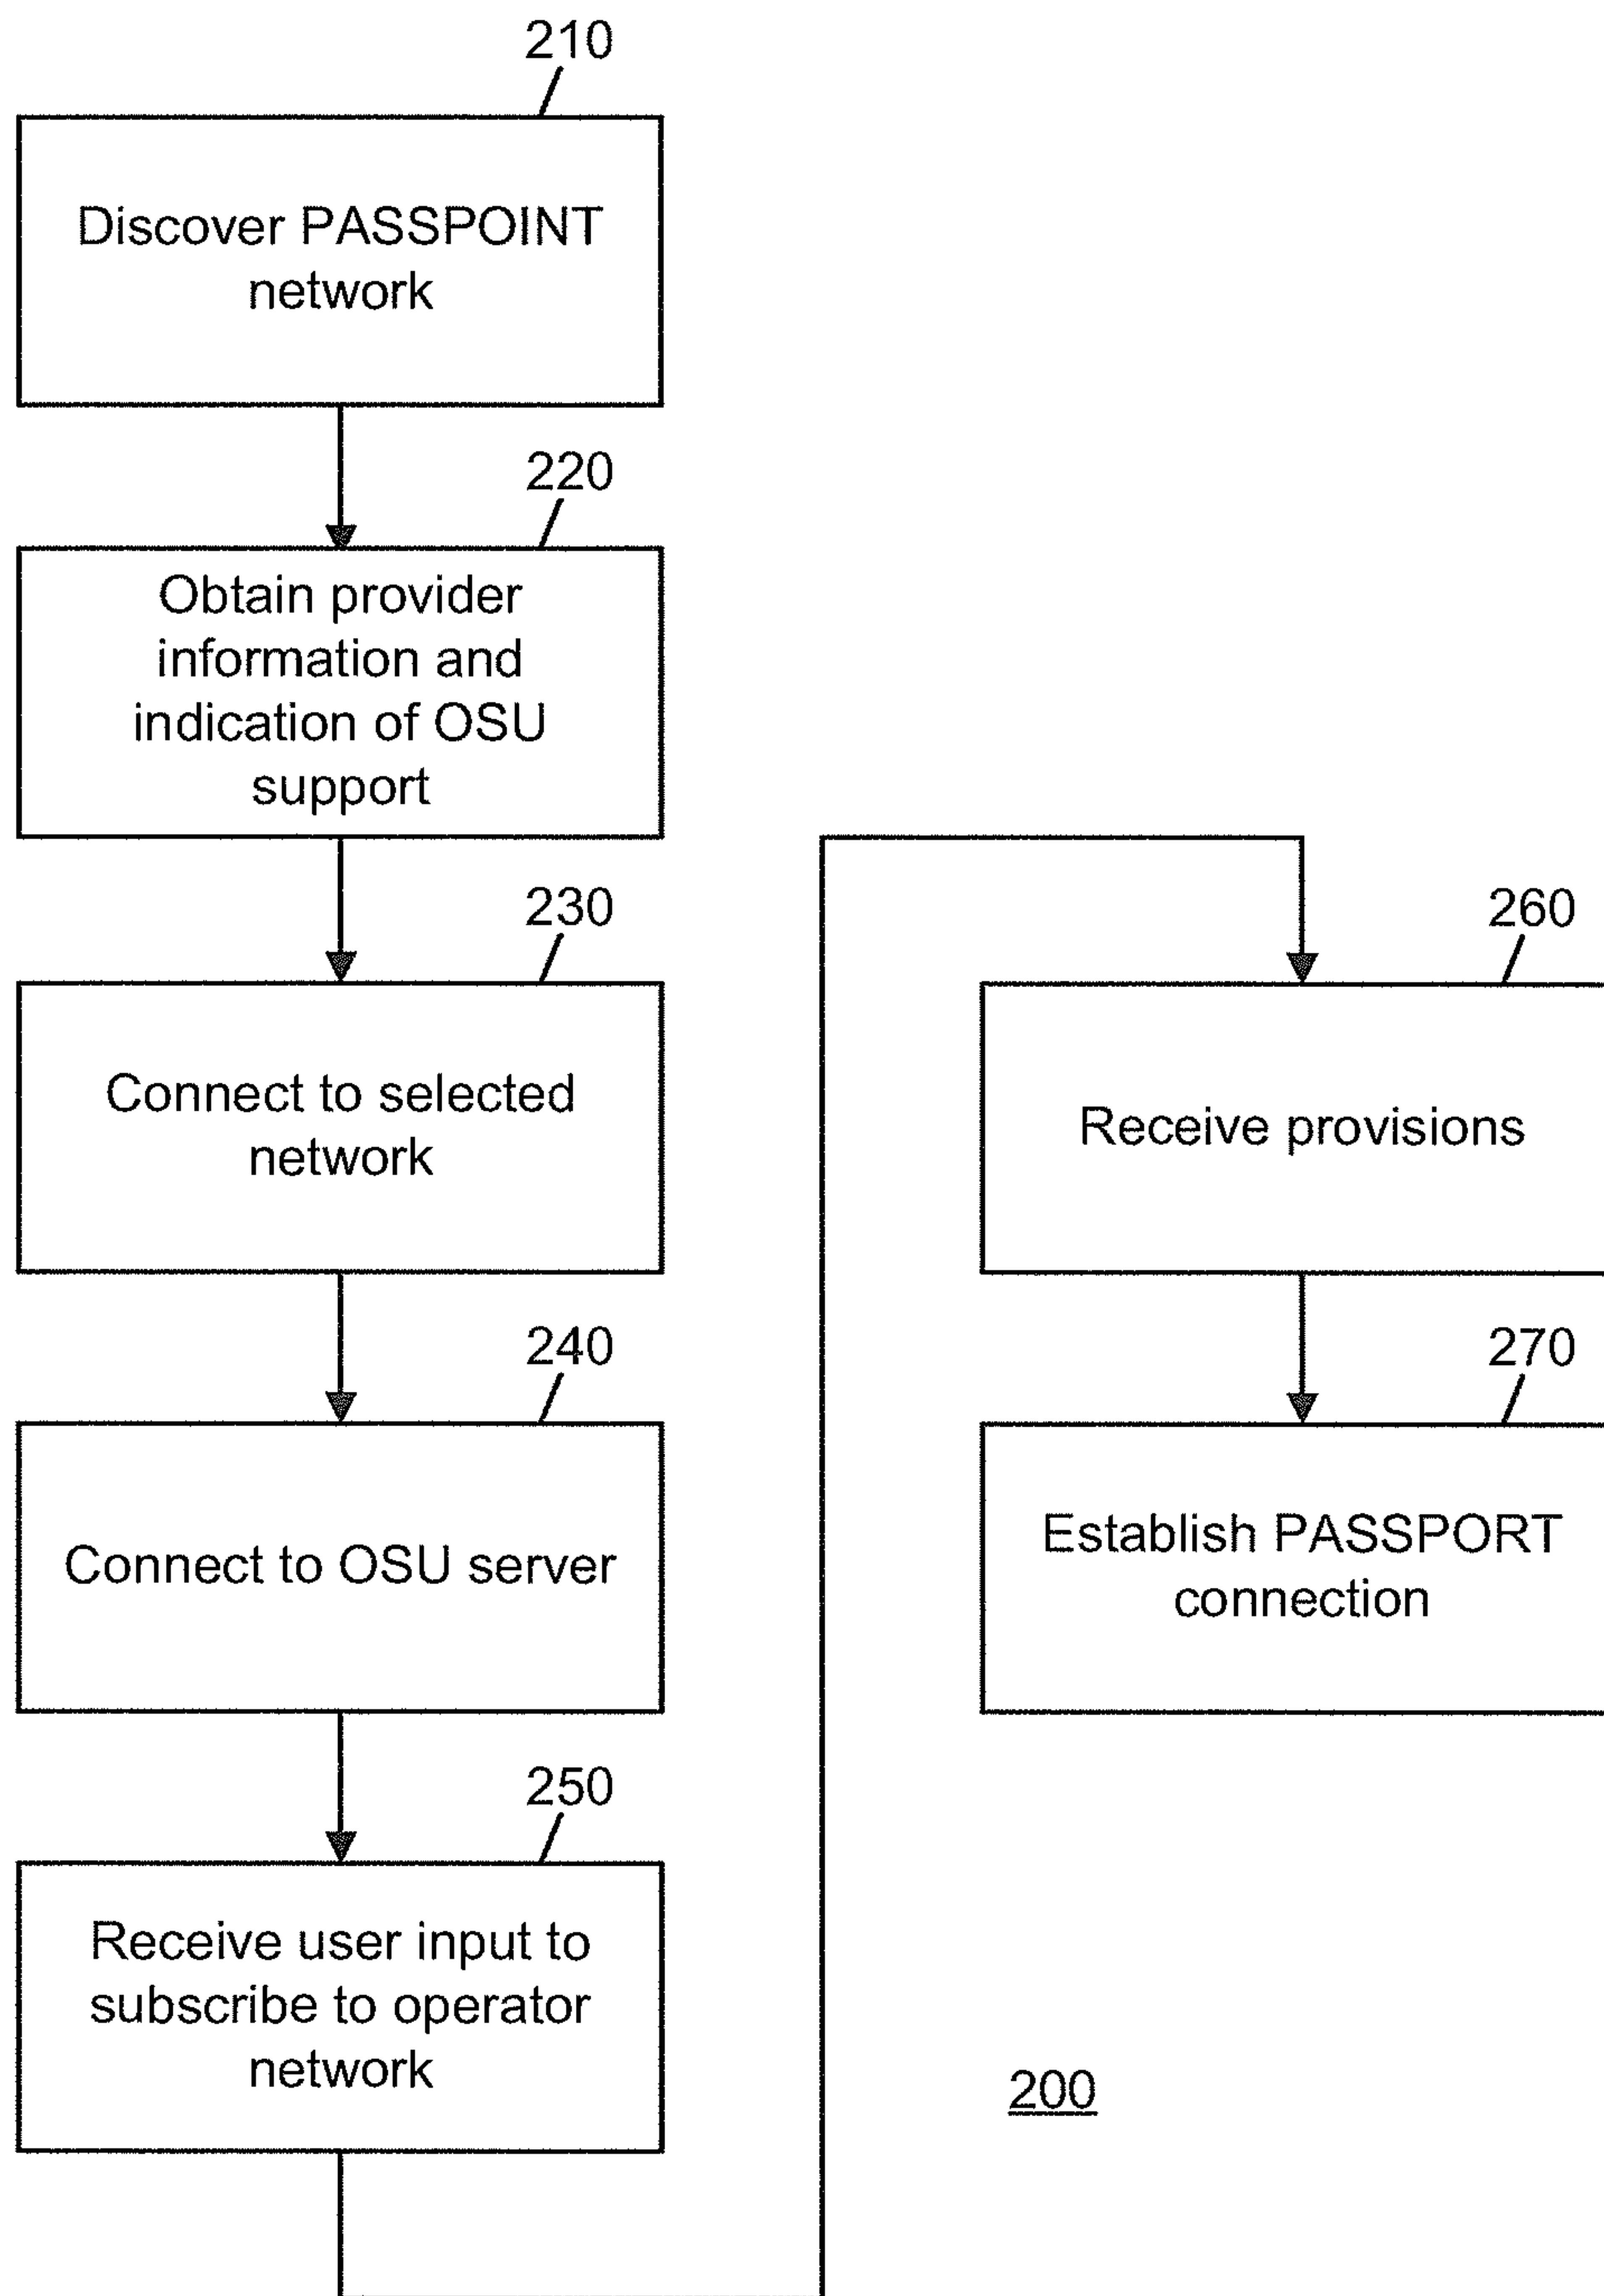 210
Discover PASSPOINT
network
220
Obtain provider
information and
indication of OSU
support
230
Connect to selected
network
240
Connect to OSU server
250
Receive user input to
subscribe to operator
network
260
Receive provisions
270
Establish PASSPORT
connection
200